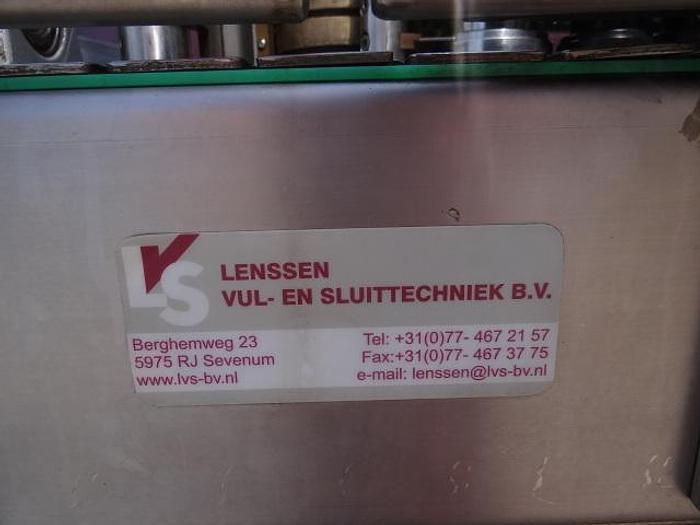 LVS
LENSSEN
VUL- EN SLUITTECHNIEK B.V.
Berghemweg 23
5975 RJ Sevenum
www.lvs-bv.nl
Tel: +31(0)77- 467 21 57
Fax:+31(0)77- 467 37 75
e-mail: lenssen@lvs-bv.nl